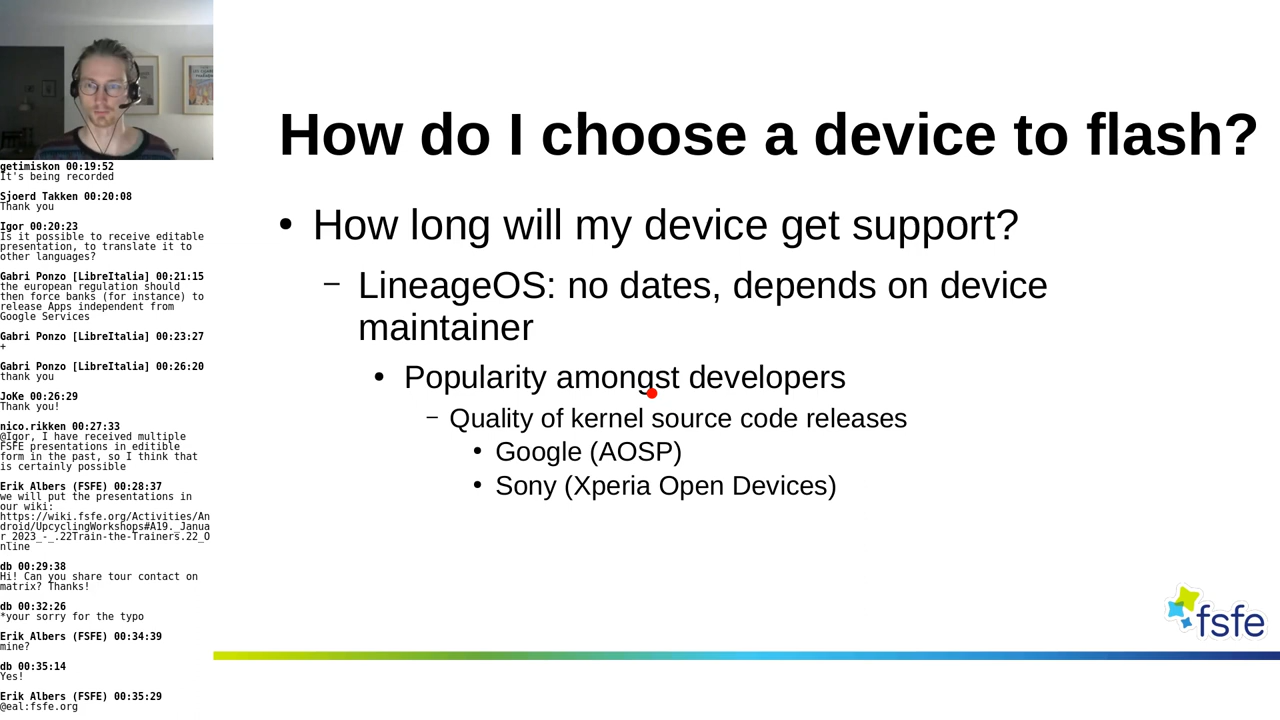 getimiskon 00:19:52
It's being recorded
Sjoerd Takken 00:20:08
Thank you
Igor 00:20:23
Is it possible to receive editable
presentation, to translate it to
other languages?
Gabri Ponzo [LibreItalia] 00:21:15
the european regulation should
then force banks (for instance) to
release Apps independent from
Google Services
Gabri Ponzo [LibreItalia] 00:23:27
+
Gabri Ponzo [LibreItalia] 00:26:20
thank you
JoKe 00:26:29
Thank you!
nico.rikken 00:27:33
@Igor, I have received multiple
FSFE presentations in editible
form in the past, so I think that
is certainly possible
Erik Albers (FSFE) 00:28:37
we will put the presentations in
our wiki:
https://wiki.fsfe.org/Activities/An
droid/UpcyclingWorkshops#A19._Janua
r_2023_-_.22Train-the-Trainers.22_O
nline
db 00:29:38
Hi! Can you share tour contact on
matrix? Thanks!
db 00:32:26
*your sorry for the typo
Erik Albers (FSFE) 00:34:39
mine?
db 00:35:14
Yes!
Erik Albers (FSFE) 00:35:29
@eal:fsfe.org
How do I choose a device to flash?
• How long will my device get support?
– LineageOS: no dates, depends on device
maintainer
• Popularity amongst developers
– Quality of kernel source code releases
• Google (AOSP)
• Sony (Xperia Open Devices)
fsfe